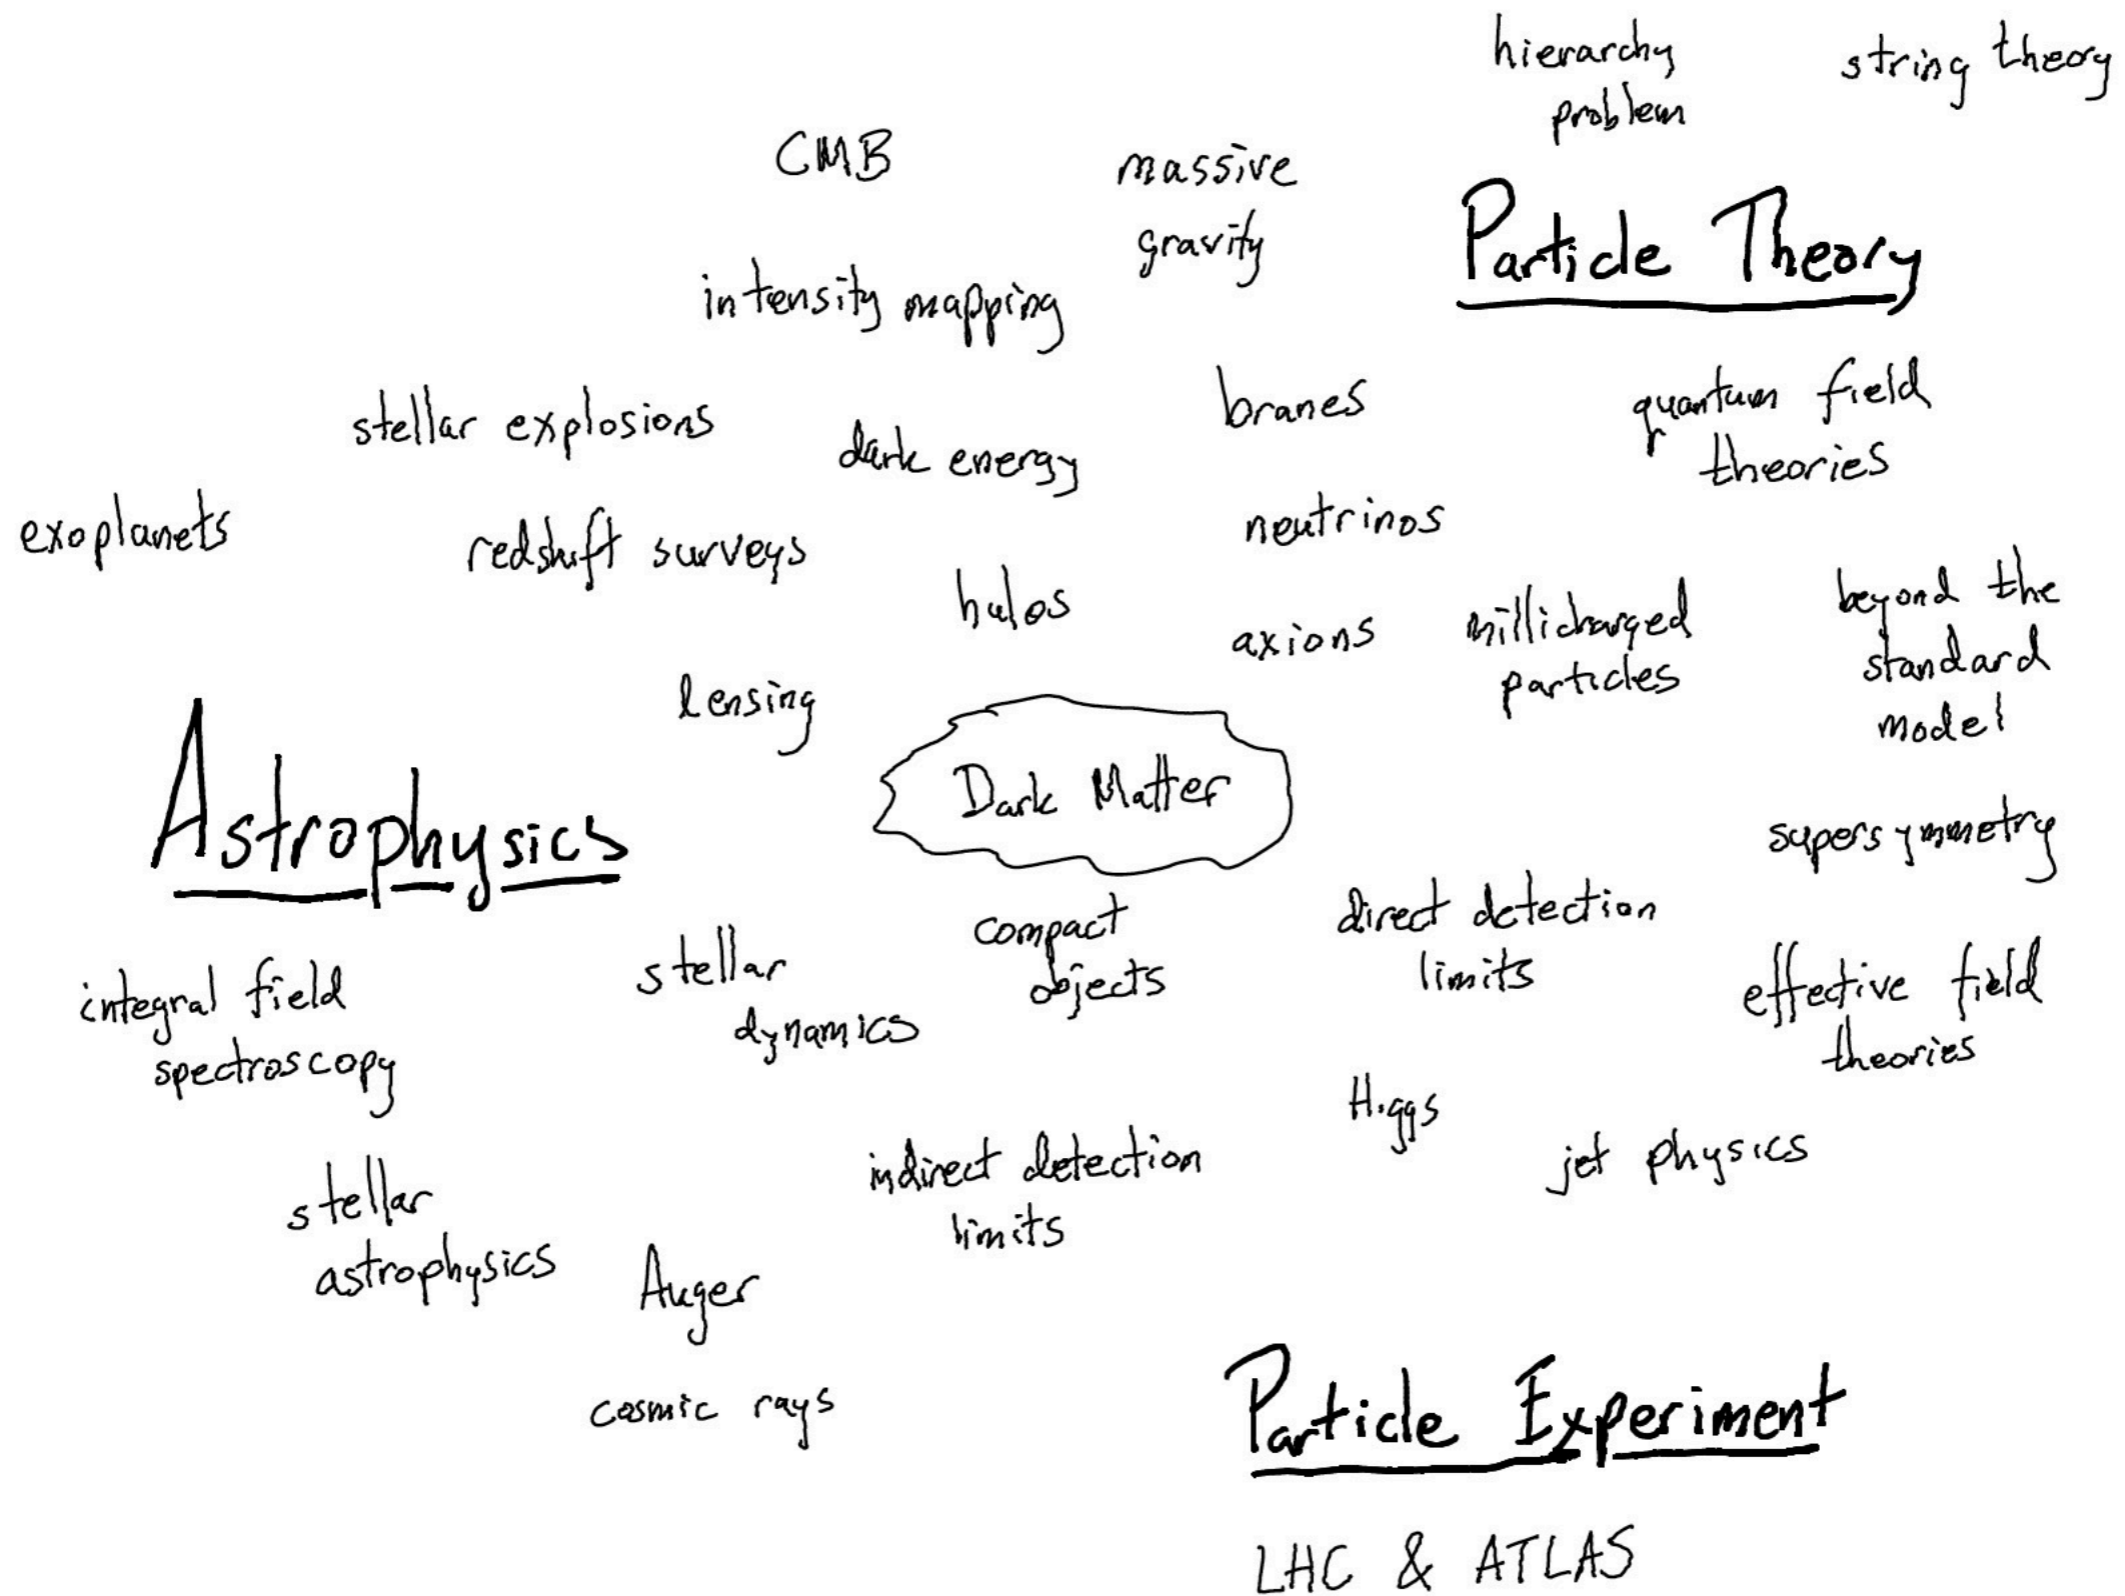 hierarchy
problem
string theory
CMB
massive
gravity
Particle Theory
intensity mapping
branes
quantum field
theories
stellar explosions
dark energy
exoplanets
redshift surveys
neutrinos
halos
axions
millicharged
particles
beyond the
standard
model
lensing
Dark Matter
Astrophysics
supersymmetry
compact
objects
direct detection
limits
stellar
dynamics
integral field
spectroscopy
effective field
theories
Higgs
jet physics
indirect detection
limits
stellar
astrophysics
Auger
cosmic rays
Particle Experiment
LHC & ATLAS